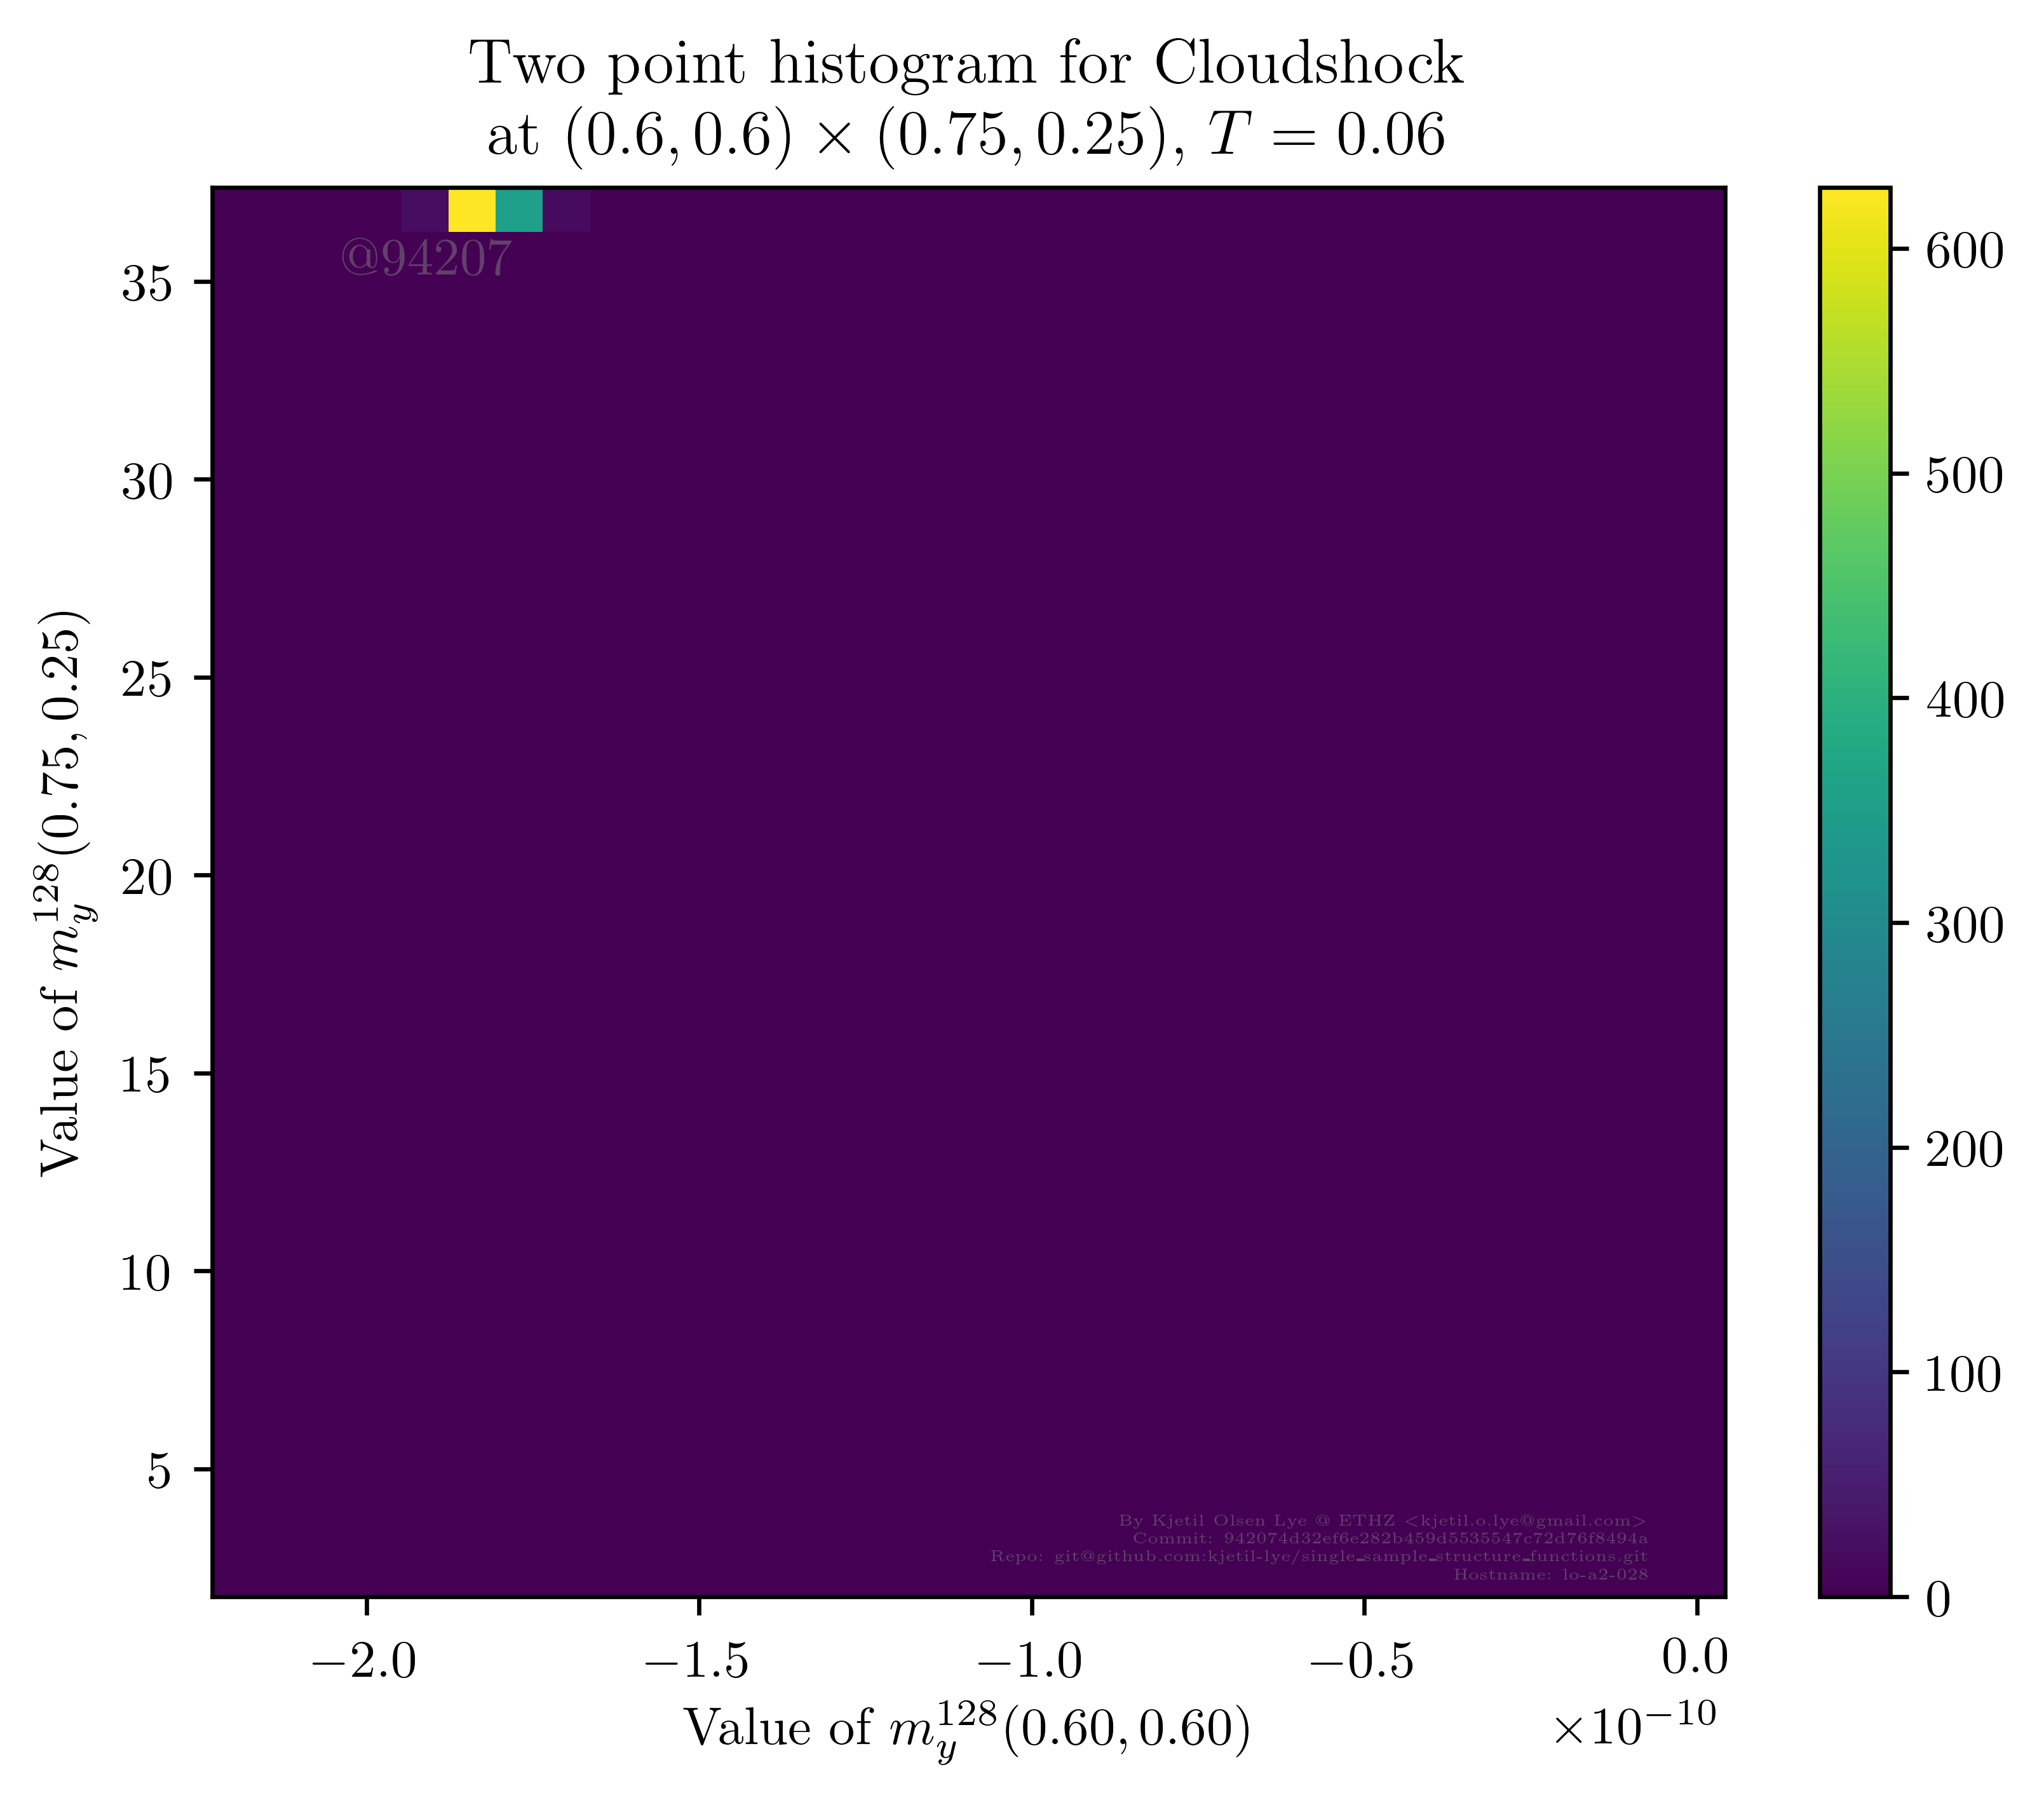 Two point histogram for Cloudshock
at (0.6, 0.6) × (0.75, 0.25), T = 0.06
@94207
35
30
25
20
15
10
5
Value of m_y^128(0.75, 0.25)
600
500
400
300
200
100
0
By Kjetil Olsen Lye @ ETHZ <kjetil.o.lye@gmail.com>
Commit: 942074d32ef6e282b459d5535547c72d76f8494a
Repo: git@github.com:kjetil-lye/single_sample_structure_functions.git
Hostname: lo-a2-028
−2.0 −1.5 −1.0 −0.5 0.0
Value of m_y^128(0.60, 0.60)
×10^−10